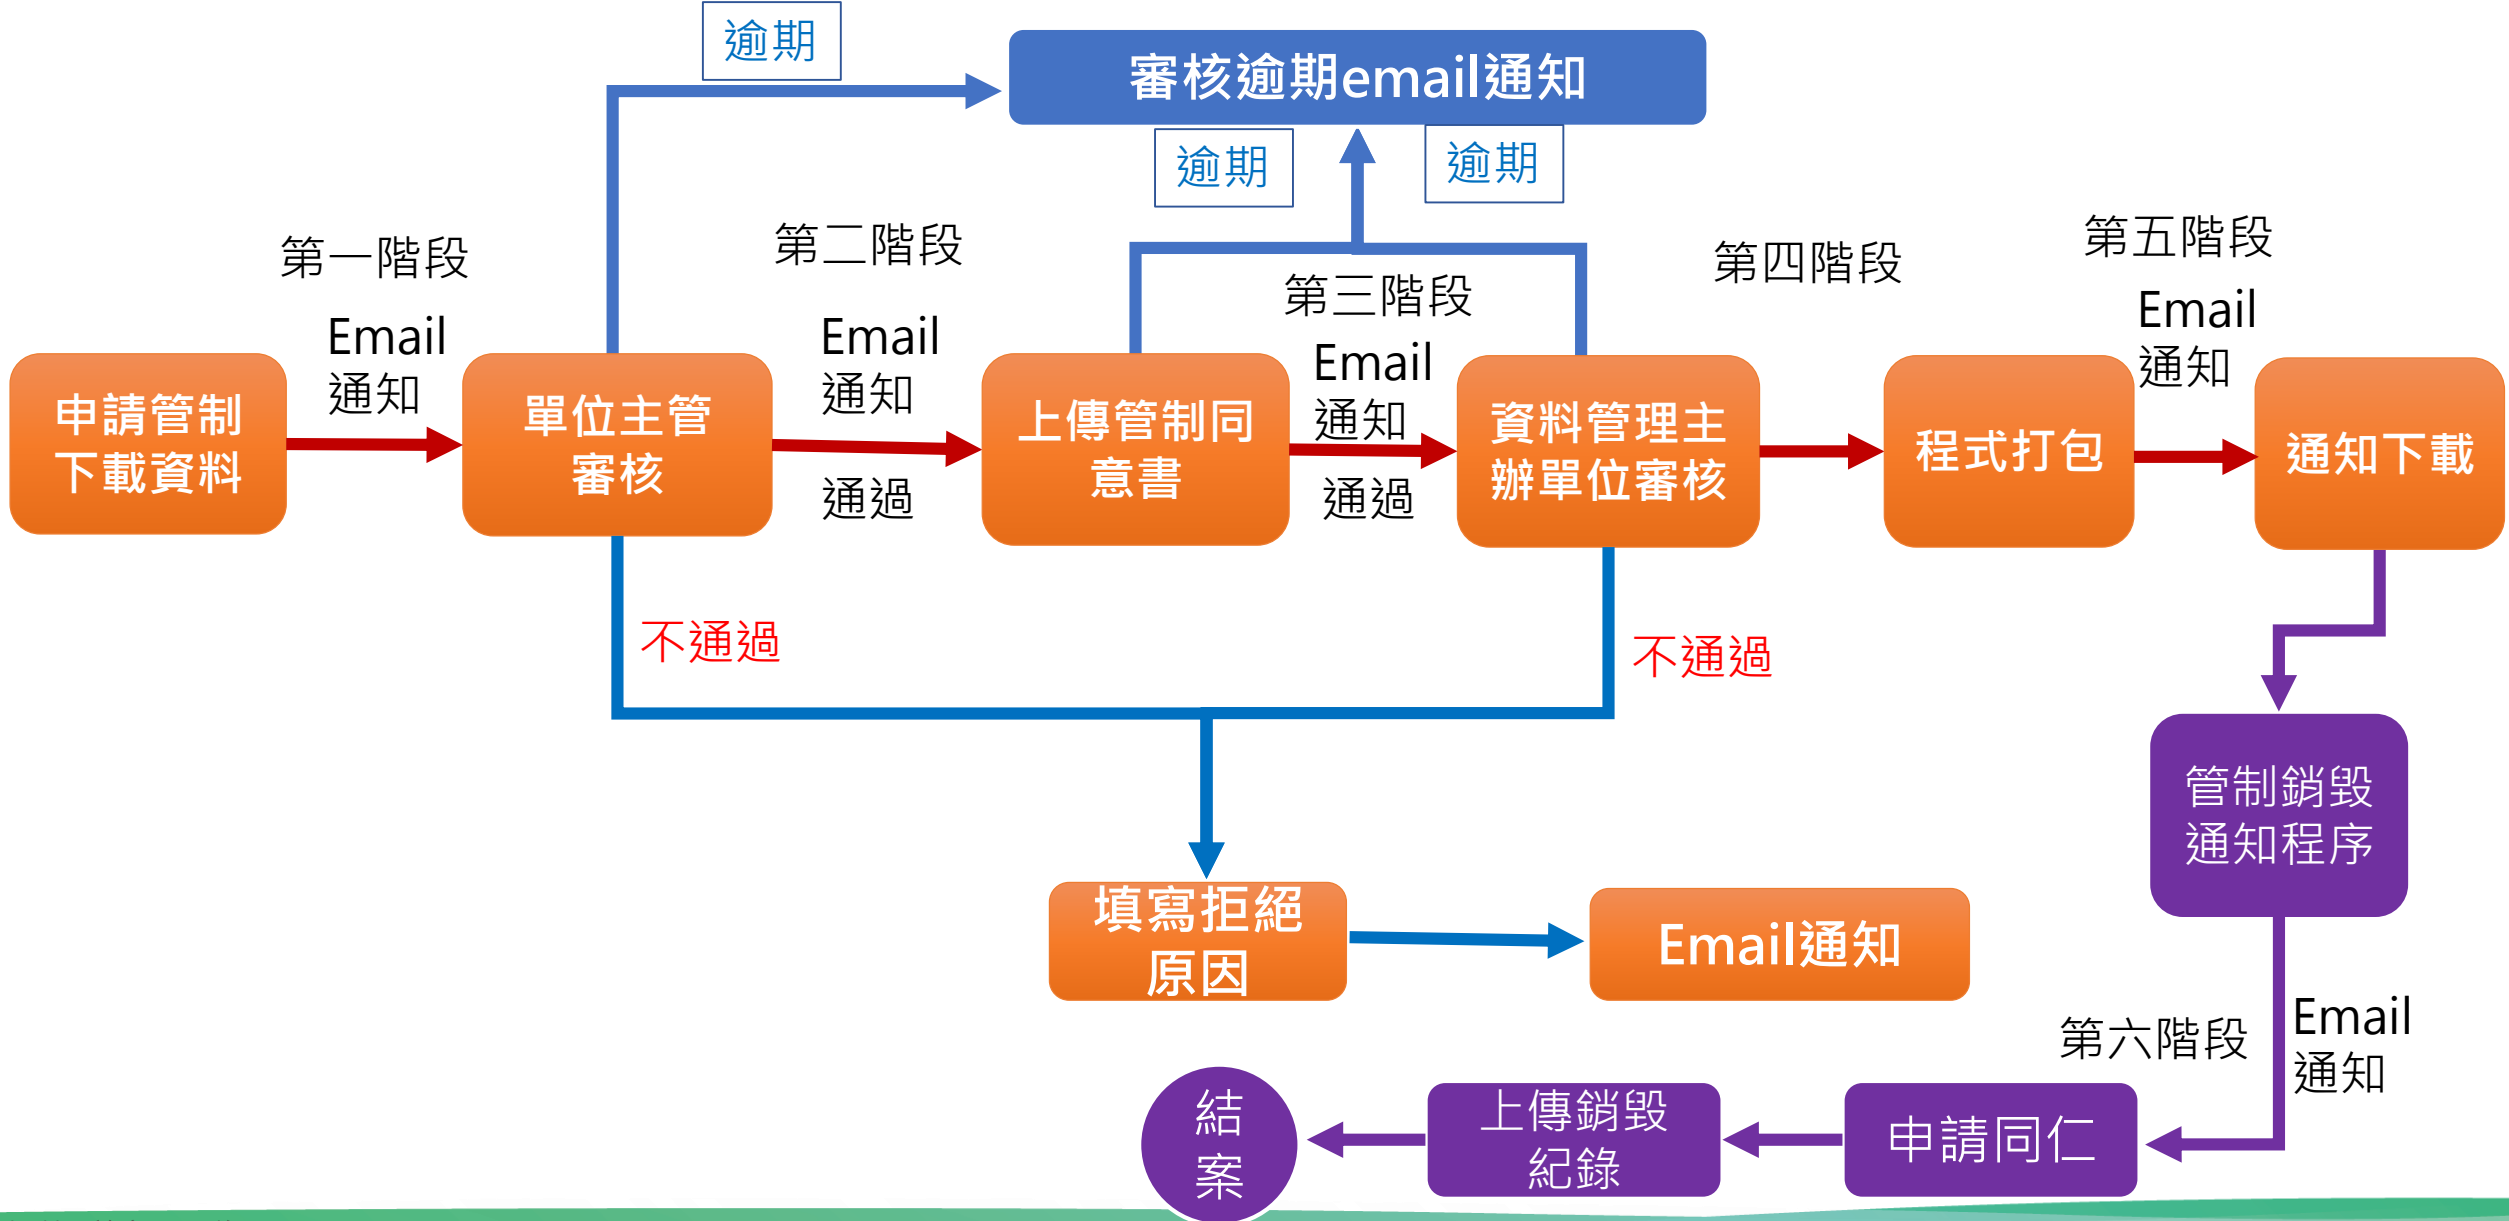 逾期
審核逾期email通知
逾期
逾期
第一階段
第二階段
第三階段
第四階段
第五階段
Email
通知
Email
通知
Email
通知
Email
通知
申請管制
下載資料
單位主管
審核
上傳管制同
意書
資料管理主
辦單位審核
程式打包
通知下載
通過
通過
不通過
不通過
管制銷毀
通知程序
填寫拒絕
原因
Email通知
第六階段
Email
通知
結
案
上傳銷毀
紀錄
申請同仁